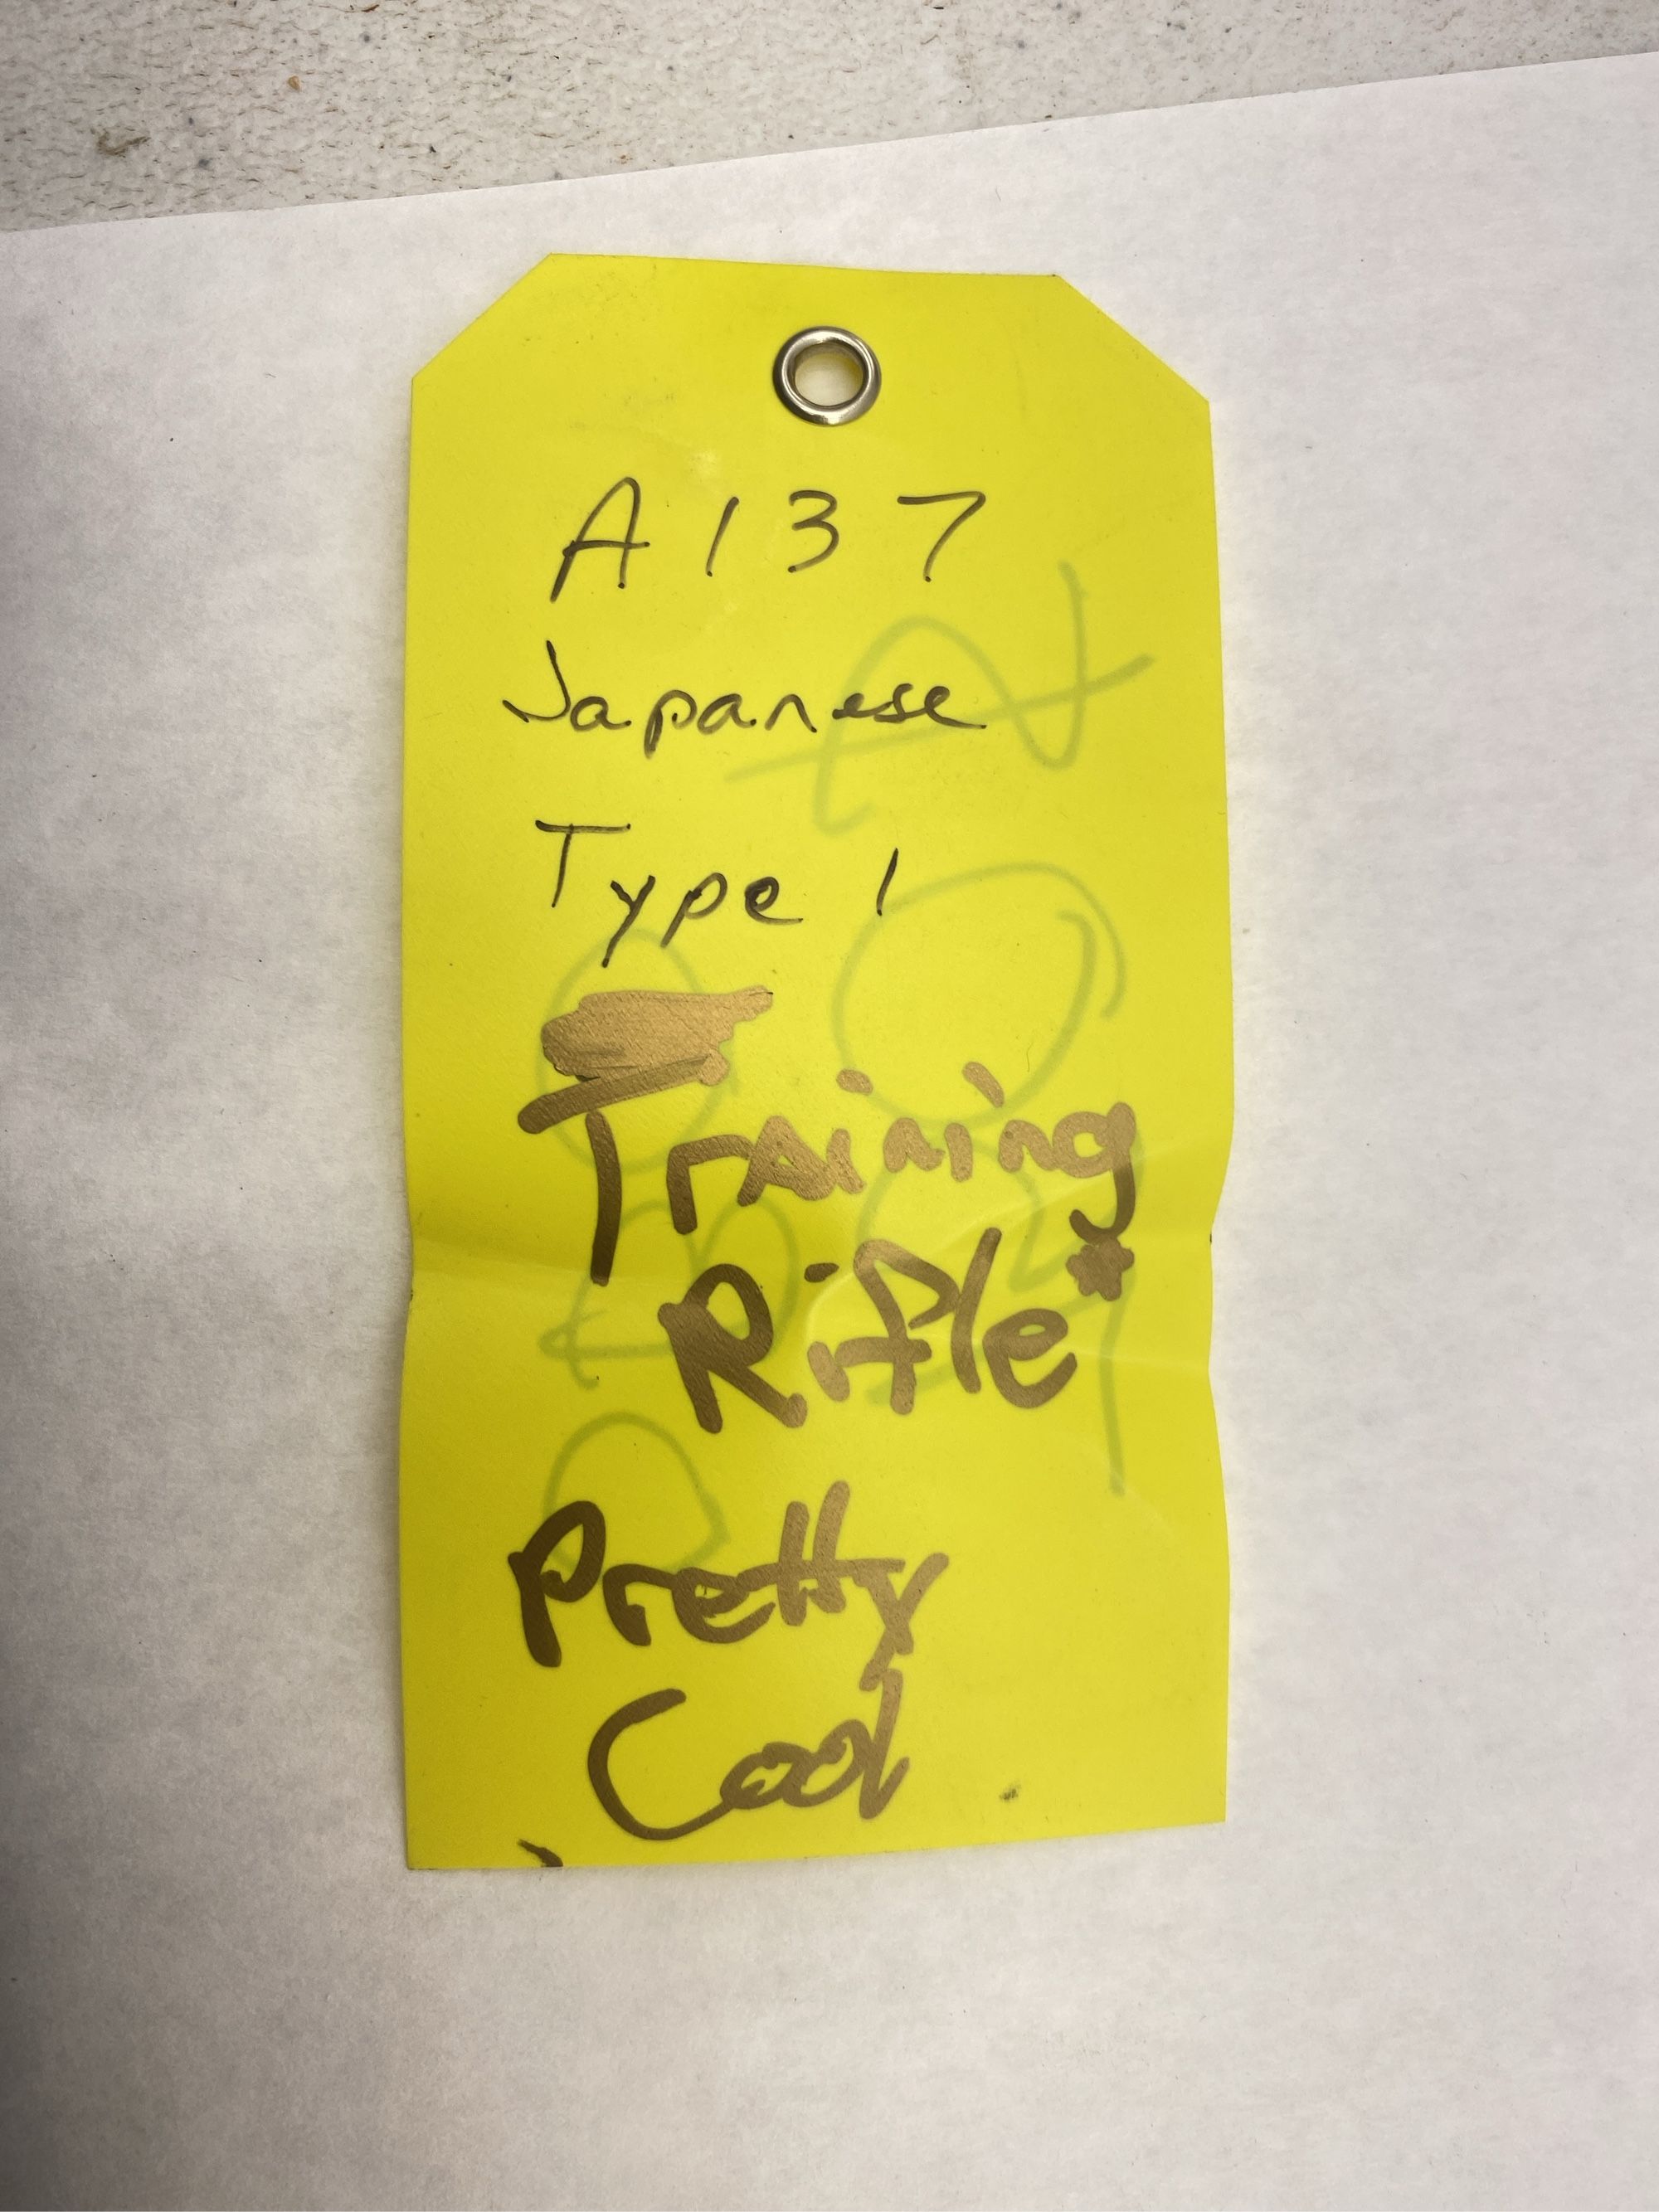 A137
Japanese
Type 1
Training
Rifle*
Pretty
Cool